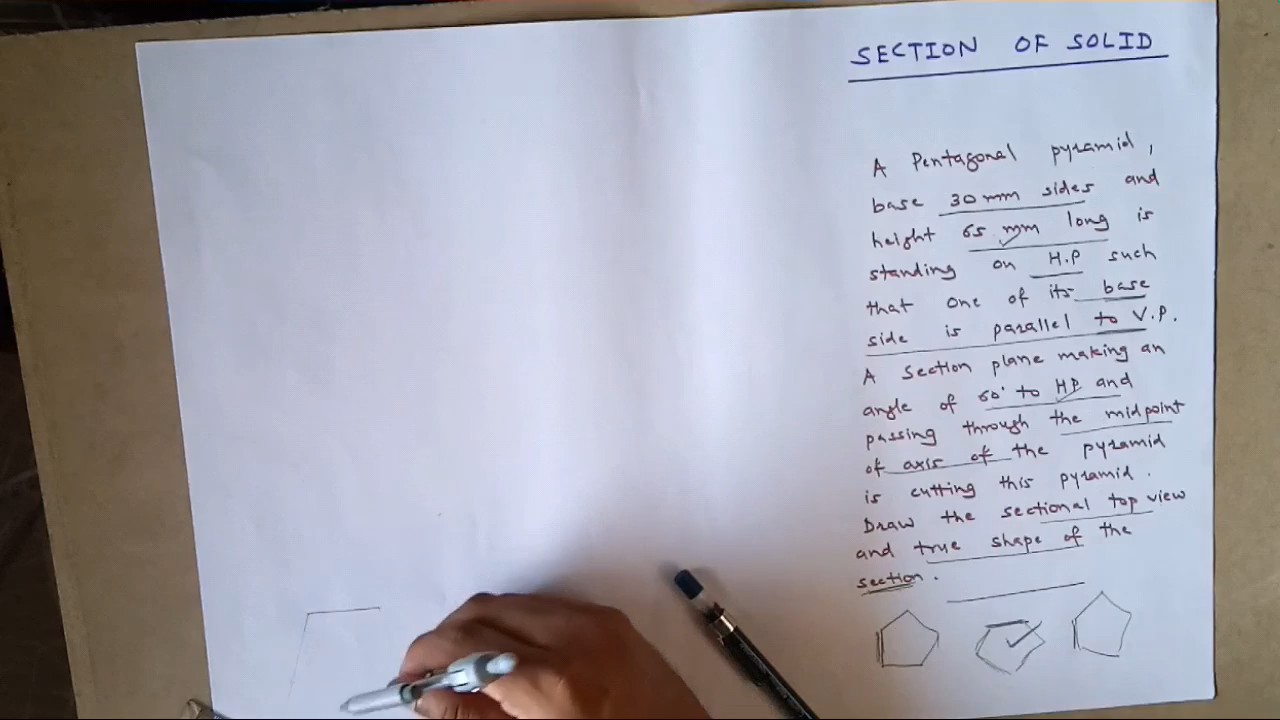 SECTION OF SOLID
A Pentagonal pyramid,
base 30mm sides and
height 65 mm long is
standing on H.P such
that one of its base
side is parallel to V.P.
A section plane making an
angle of 60° to HP and
passing through the midpoint
of axis of the pyramid
is cutting this pyramid.
Draw the sectional top view
and true shape of the
section.